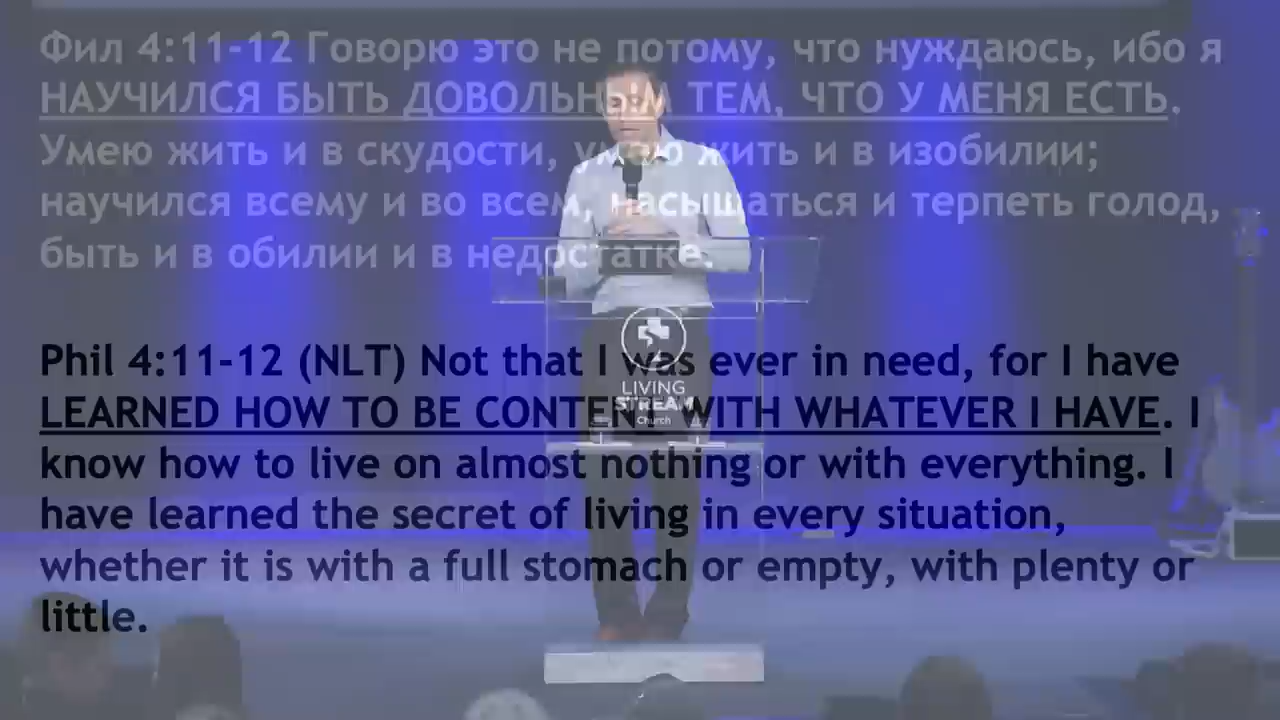 Фил 4:11-12 Говорю это не потому, что нуждаюсь, ибо я
НАУЧИЛСЯ БЫТЬ ДОВОЛЬНЫМ ТЕМ, ЧТО У МЕНЯ ЕСТЬ.
Умею жить и в скудости, умею жить и в изобилии;
научился всему и во всем, насыщаться и терпеть голод,
быть и в обилии и в недостатке.
Phil 4:11-12 (NLT) Not that I was ever in need, for I have
LEARNED HOW TO BE CONTENT WITH WHATEVER I HAVE. I
know how to live on almost nothing or with everything. I
have learned the secret of living in every situation,
whether it is with a full stomach or empty, with plenty or
little.
LIVING
STREAM
Church